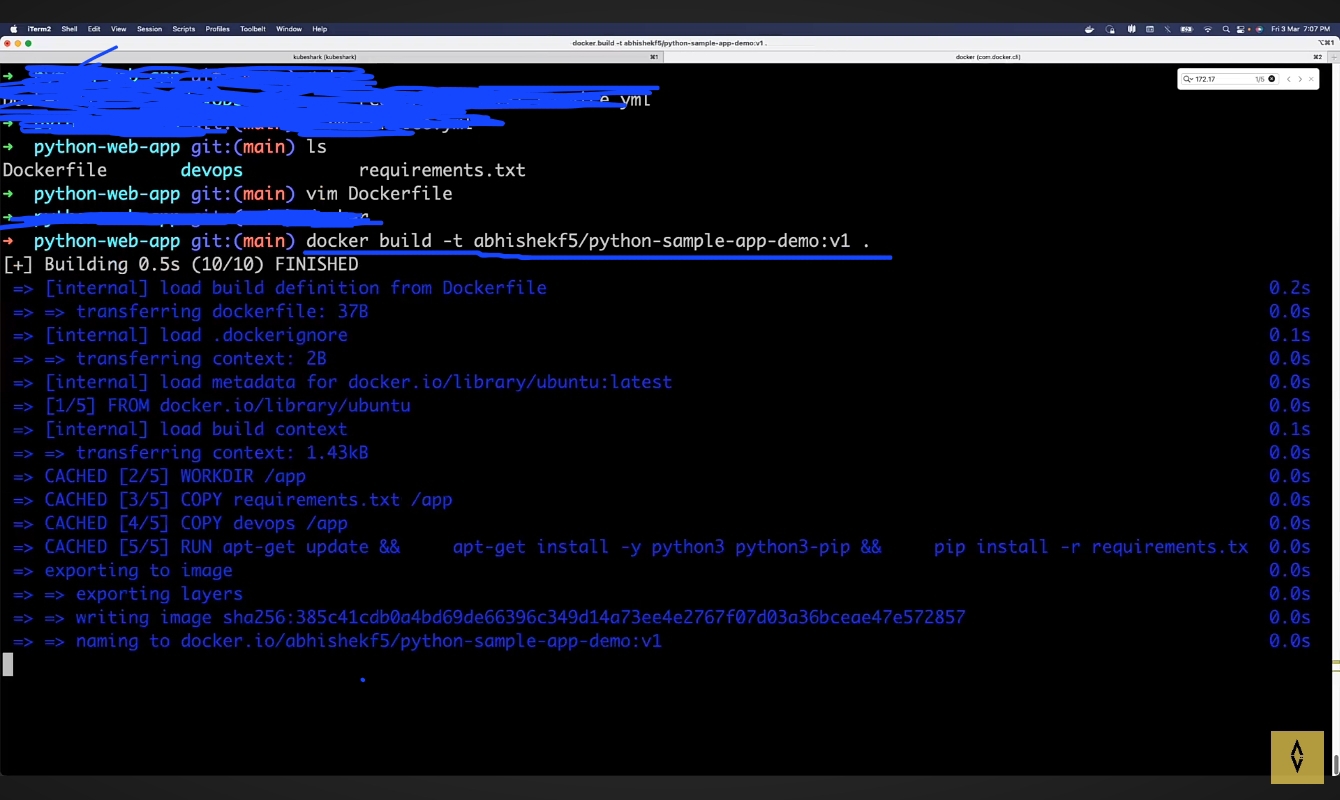 iTerm2 Shell Edit View Session Scripts Profiles Toolbelt Window Help Fri 3 Mar 7:07 PM
docker build -t abhishekf5/python-sample-app-demo:v1 . ⌥⌘1
kubeshark (kubeshark) ⌘1 docker (com.docker.cli) ⌘2
172.17 1/5
e.yml
git:(main)
➜ python-web-app git:(main) ls
Dockerfile devops requirements.txt
➜ python-web-app git:(main) vim Dockerfile
➜ python-web-app git:(main) docker build -t abhishekf5/python-sample-app-demo:v1 .
[+] Building 0.5s (10/10) FINISHED
=> [internal] load build definition from Dockerfile 0.2s
=> => transferring dockerfile: 37B 0.0s
=> [internal] load .dockerignore 0.1s
=> => transferring context: 2B 0.0s
=> [internal] load metadata for docker.io/library/ubuntu:latest 0.0s
=> [1/5] FROM docker.io/library/ubuntu 0.0s
=> [internal] load build context 0.1s
=> => transferring context: 1.43kB 0.0s
=> CACHED [2/5] WORKDIR /app 0.0s
=> CACHED [3/5] COPY requirements.txt /app 0.0s
=> CACHED [4/5] COPY devops /app 0.0s
=> CACHED [5/5] RUN apt-get update && apt-get install -y python3 python3-pip && pip install -r requirements.tx 0.0s
=> exporting to image 0.0s
=> => exporting layers 0.0s
=> => writing image sha256:385c41cdb0a4bd69de66396c349d14a73ee4e2767f07d03a36bceae47e572857 0.0s
=> => naming to docker.io/abhishekf5/python-sample-app-demo:v1 0.0s